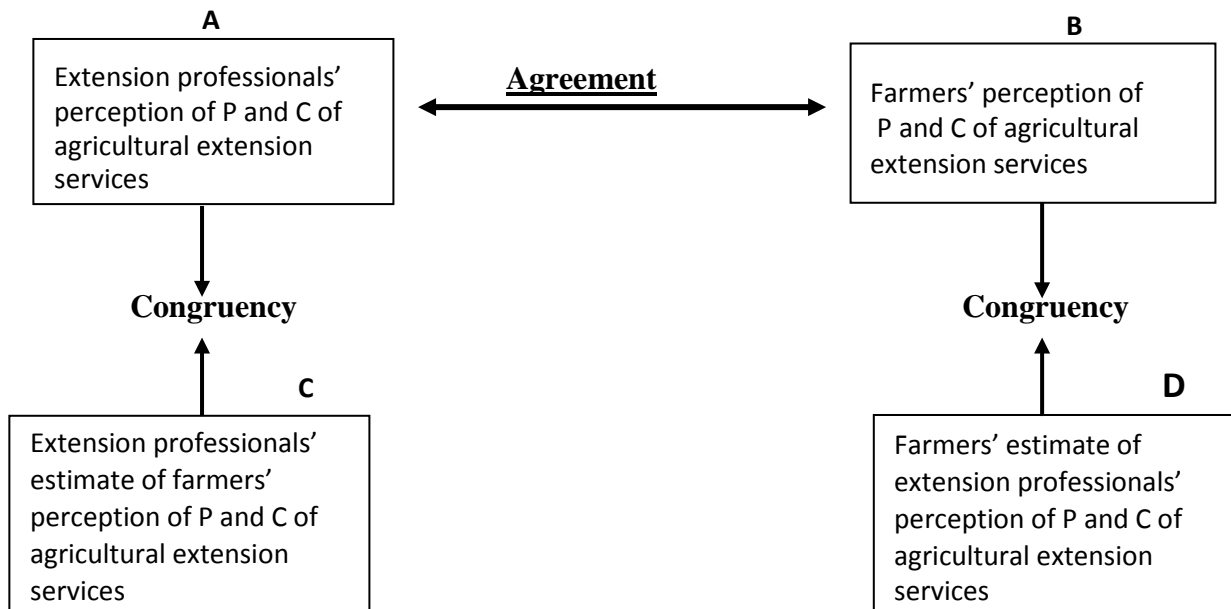 A
Extension professionals’
perception of P and C of
agricultural extension
services
Agreement
B
Farmers’ perception of
P and C of agricultural
extension services
Congruency
Congruency
C
Extension professionals’
estimate of farmers’
perception of P and C of
agricultural extension
services
D
Farmers’ estimate of
extension professionals’
perception of P and C of
agricultural extension
services